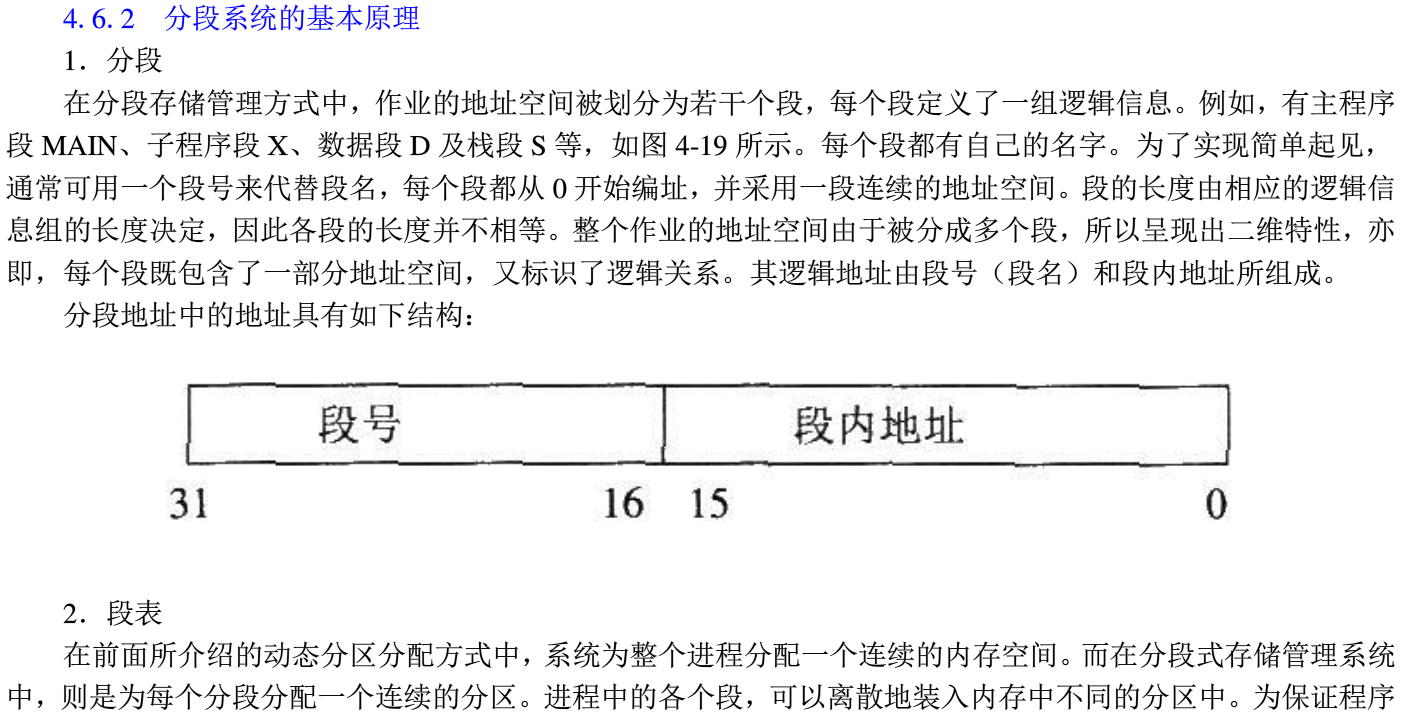 4.6.2 分段系统的基本原理
1．分段
在分段存储管理方式中，作业的地址空间被划分为若干个段，每个段定义了一组逻辑信息。例如，有主程序
段 MAIN、子程序段 X、数据段 D 及栈段 S 等，如图 4-19 所示。每个段都有自己的名字。为了实现简单起见，
通常可用一个段号来代替段名，每个段都从 0 开始编址，并采用一段连续的地址空间。段的长度由相应的逻辑信
息组的长度决定，因此各段的长度并不相等。整个作业的地址空间由于被分成多个段，所以呈现出二维特性，亦
即，每个段既包含了一部分地址空间，又标识了逻辑关系。其逻辑地址由段号（段名）和段内地址所组成。
分段地址中的地址具有如下结构：
段号 段内地址
31 16 15 0
2．段表
在前面所介绍的动态分区分配方式中，系统为整个进程分配一个连续的内存空间。而在分段式存储管理系统
中，则是为每个分段分配一个连续的分区。进程中的各个段，可以离散地装入内存中不同的分区中。为保证程序